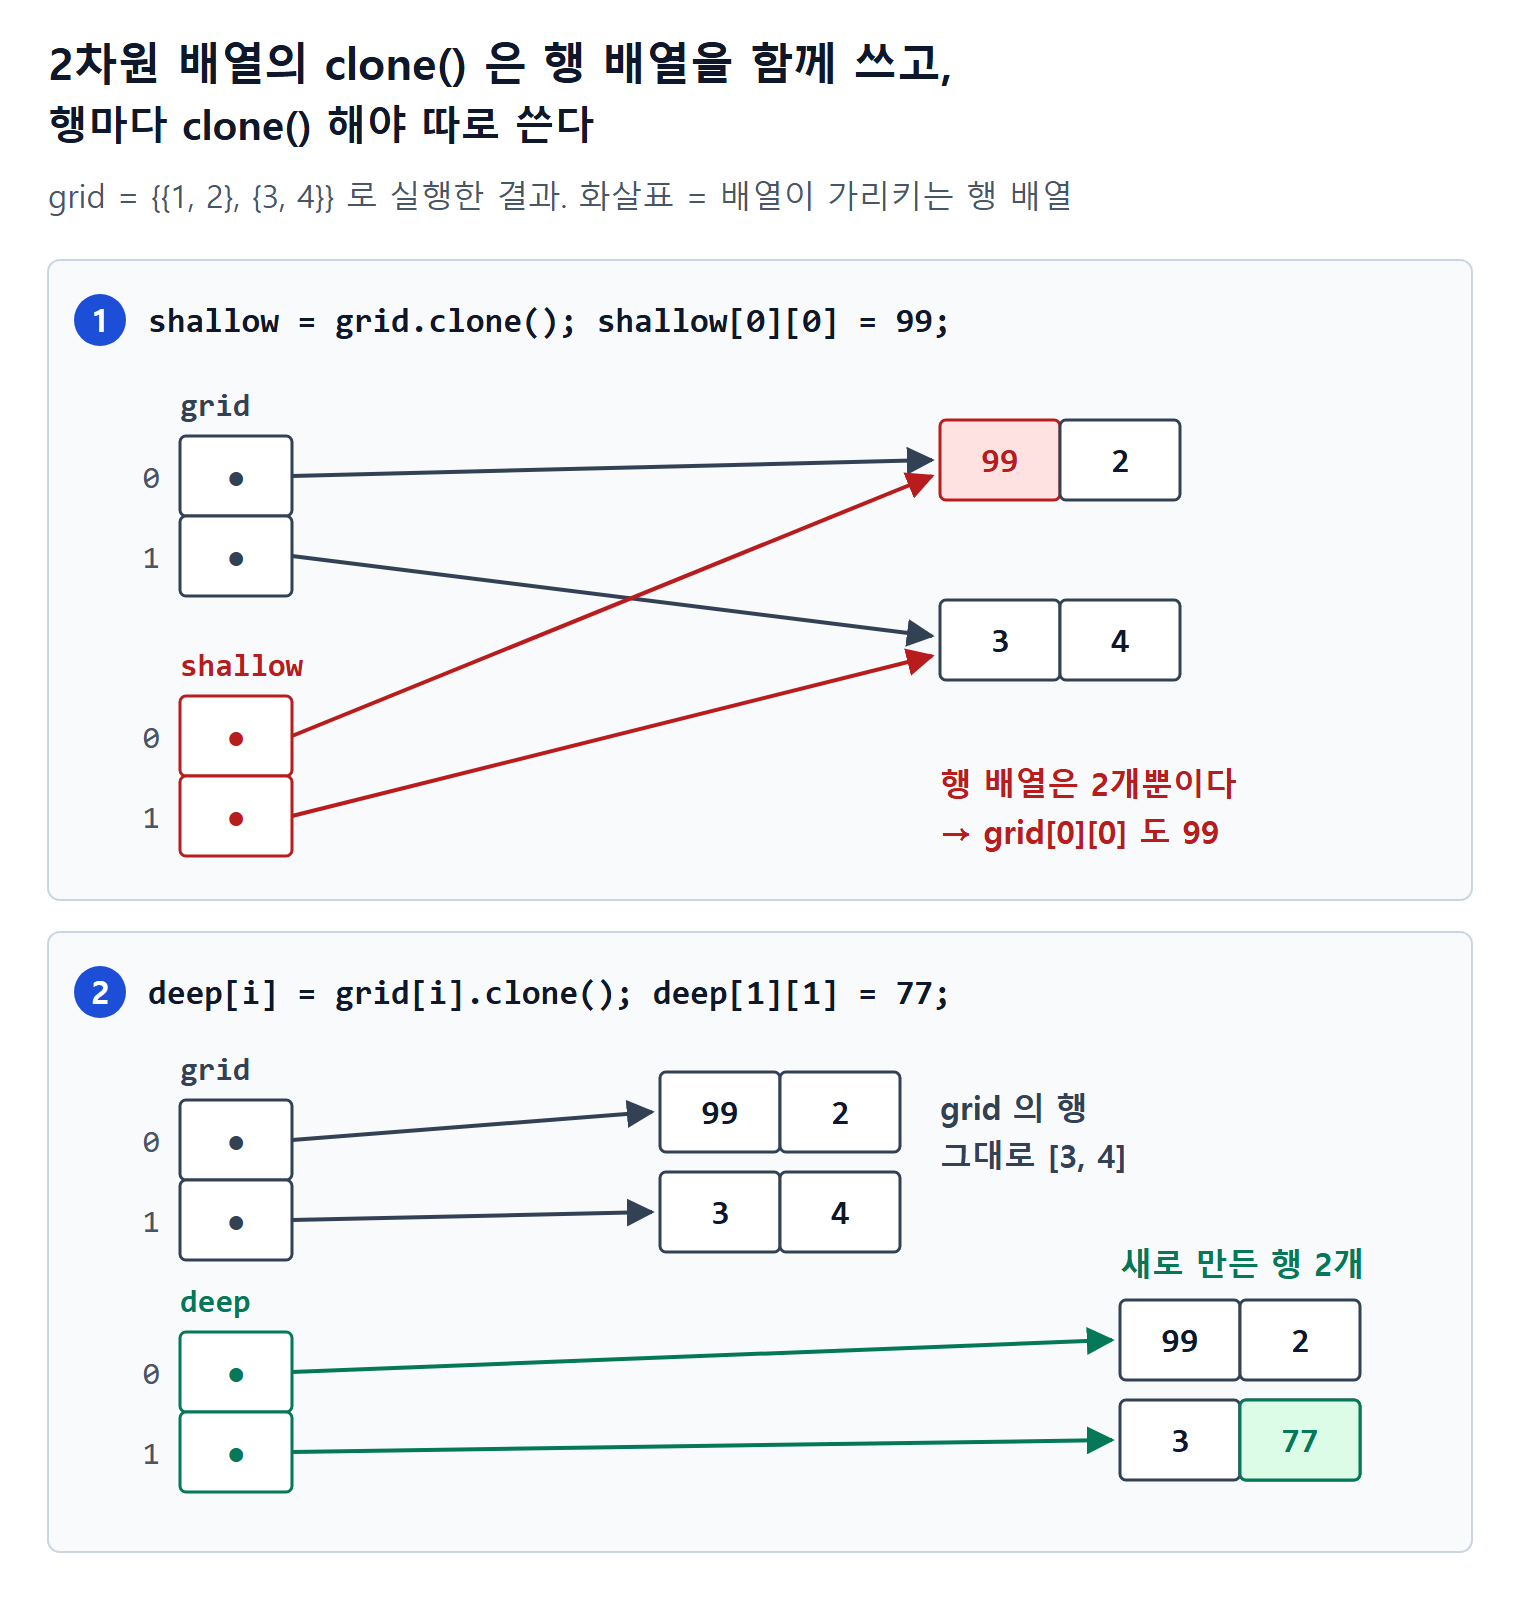 2차원 배열의 clone() 은 행 배열을 함께 쓰고,
행마다 clone() 해야 따로 쓴다
grid = {{1, 2}, {3, 4}} 로 실행한 결과. 화살표 = 배열이 가리키는 행 배열
1 shallow = grid.clone(); shallow[0][0] = 99;
grid
0
99 2
1
3 4
shallow
0
1
행 배열은 2개뿐이다
→ grid[0][0] 도 99
2 deep[i] = grid[i].clone(); deep[1][1] = 77;
grid
0
99 2
grid 의 행
그대로 [3, 4]
1
3 4
새로 만든 행 2개
deep
0
99 2
1
3 77